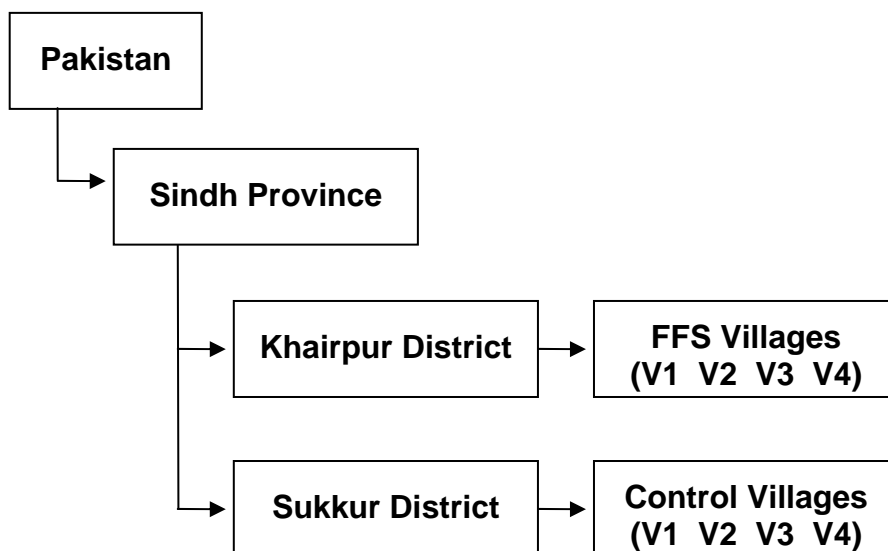 Pakistan
Sindh Province
Khairpur District
FFS Villages
(V1 V2 V3 V4)
Sukkur District
Control Villages
(V1 V2 V3 V4)